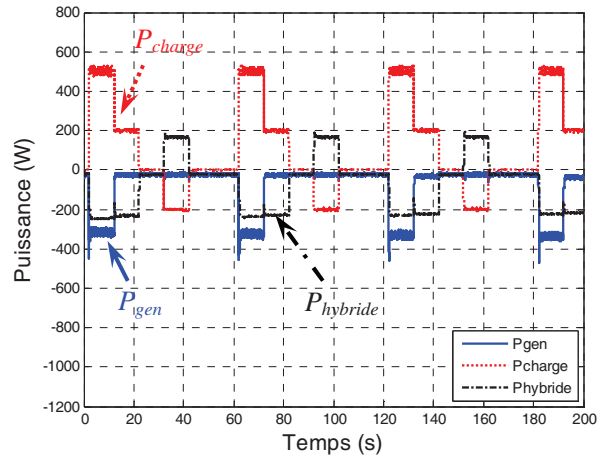 800
600
400
200
0
-200
-400
-600
-800
-1000
-1200
Puissance (W)
P_charge
P_gen
P_hybride
Pgen
Pcharge
Phybride
0 20 40 60 80 100 120 140 160 180 200
Temps (s)